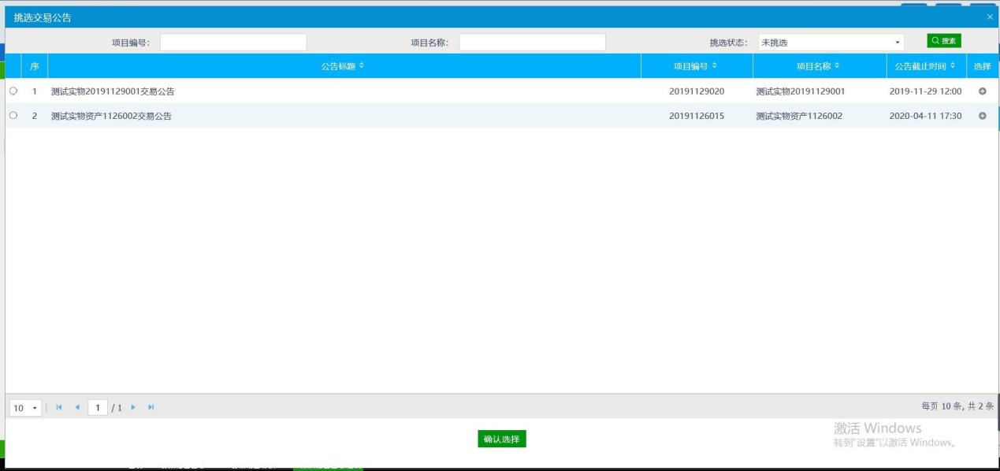 挑选交易公告
项目编号： 项目名称： 挑选状态： 未挑选 搜索
序 公告标题 项目编号 项目名称 公告截止时间 选择
1 测试实物20191129001交易公告 20191129020 测试实物20191129001 2019-11-29 12:00
2 测试实物资产1126002交易公告 20191126015 测试实物资产1126002 2020-04-11 17:30
10 1 / 1 每页 10 条, 共 2 条
确认选择
激活 Windows
转到"设置"以激活 Windows。